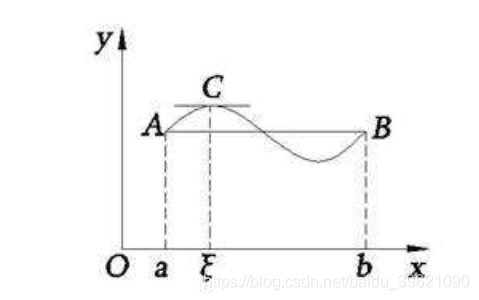 y
C
A
B
O a ξ b x
https://blog.csdn.net/baidu_39621090